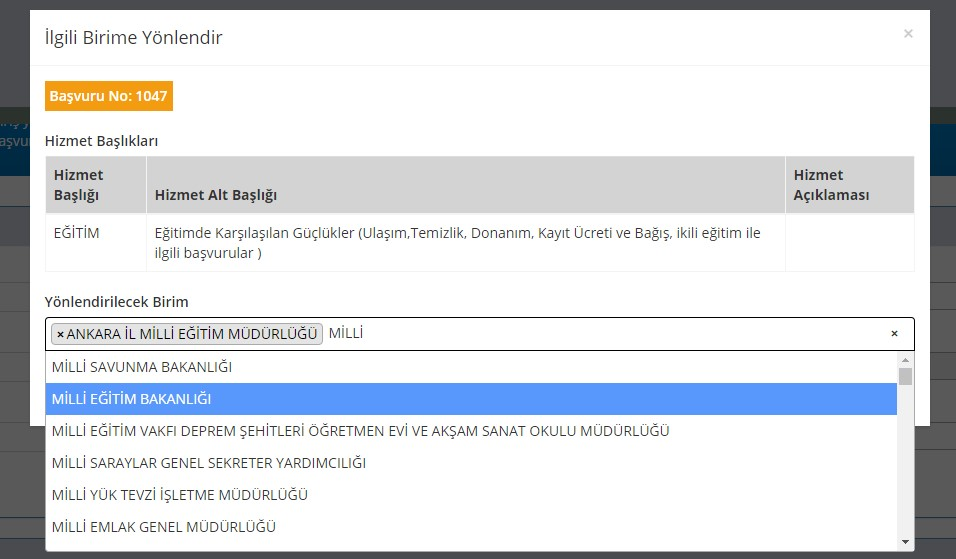 İlgili Birime Yönlendir
×
Başvuru No: 1047
Hizmet Başlıkları
Hizmet Başlığı
Hizmet Alt Başlığı
Hizmet Açıklaması
EĞİTİM
Eğitimde Karşılaşılan Güçlükler (Ulaşım,Temizlik, Donanım, Kayıt Ücreti ve Bağış, ikili eğitim ile
ilgili başvurular )
Yönlendirilecek Birim
×ANKARA İL MİLLİ EĞİTİM MÜDÜRLÜĞÜ MİLLİ ×
MİLLİ SAVUNMA BAKANLIĞI
MİLLİ EĞİTİM BAKANLIĞI
MİLLİ EĞİTİM VAKFI DEPREM ŞEHİTLERİ ÖĞRETMEN EVİ VE AKŞAM SANAT OKULU MÜDÜRLÜĞÜ
MİLLİ SARAYLAR GENEL SEKRETER YARDIMCILIĞI
MİLLİ YÜK TEVZİ İŞLETME MÜDÜRLÜĞÜ
MİLLİ EMLAK GENEL MÜDÜRLÜĞÜ